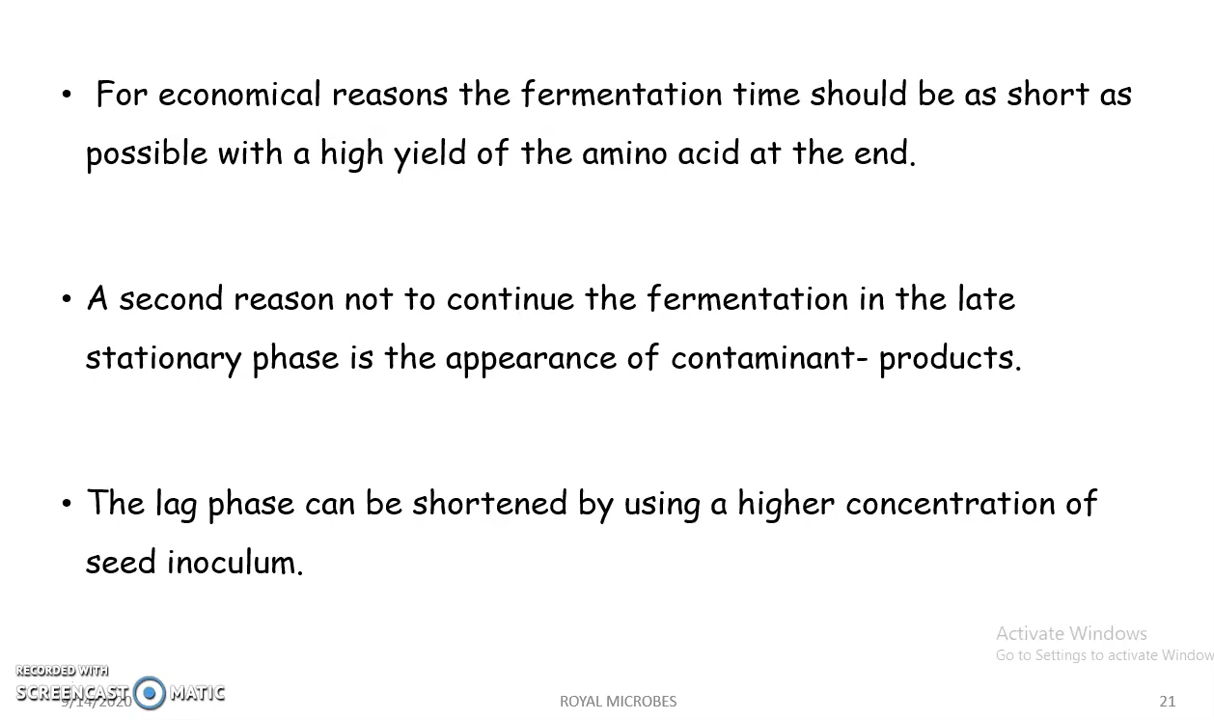 • For economical reasons the fermentation time should be as short as
possible with a high yield of the amino acid at the end.
• A second reason not to continue the fermentation in the late
stationary phase is the appearance of contaminant- products.
• The lag phase can be shortened by using a higher concentration of
seed inoculum.
Activate Windows
Go to Settings to activate Window
RECORDED WITH
SCREENCAST MATIC
9/14/2020
ROYAL MICROBES
21